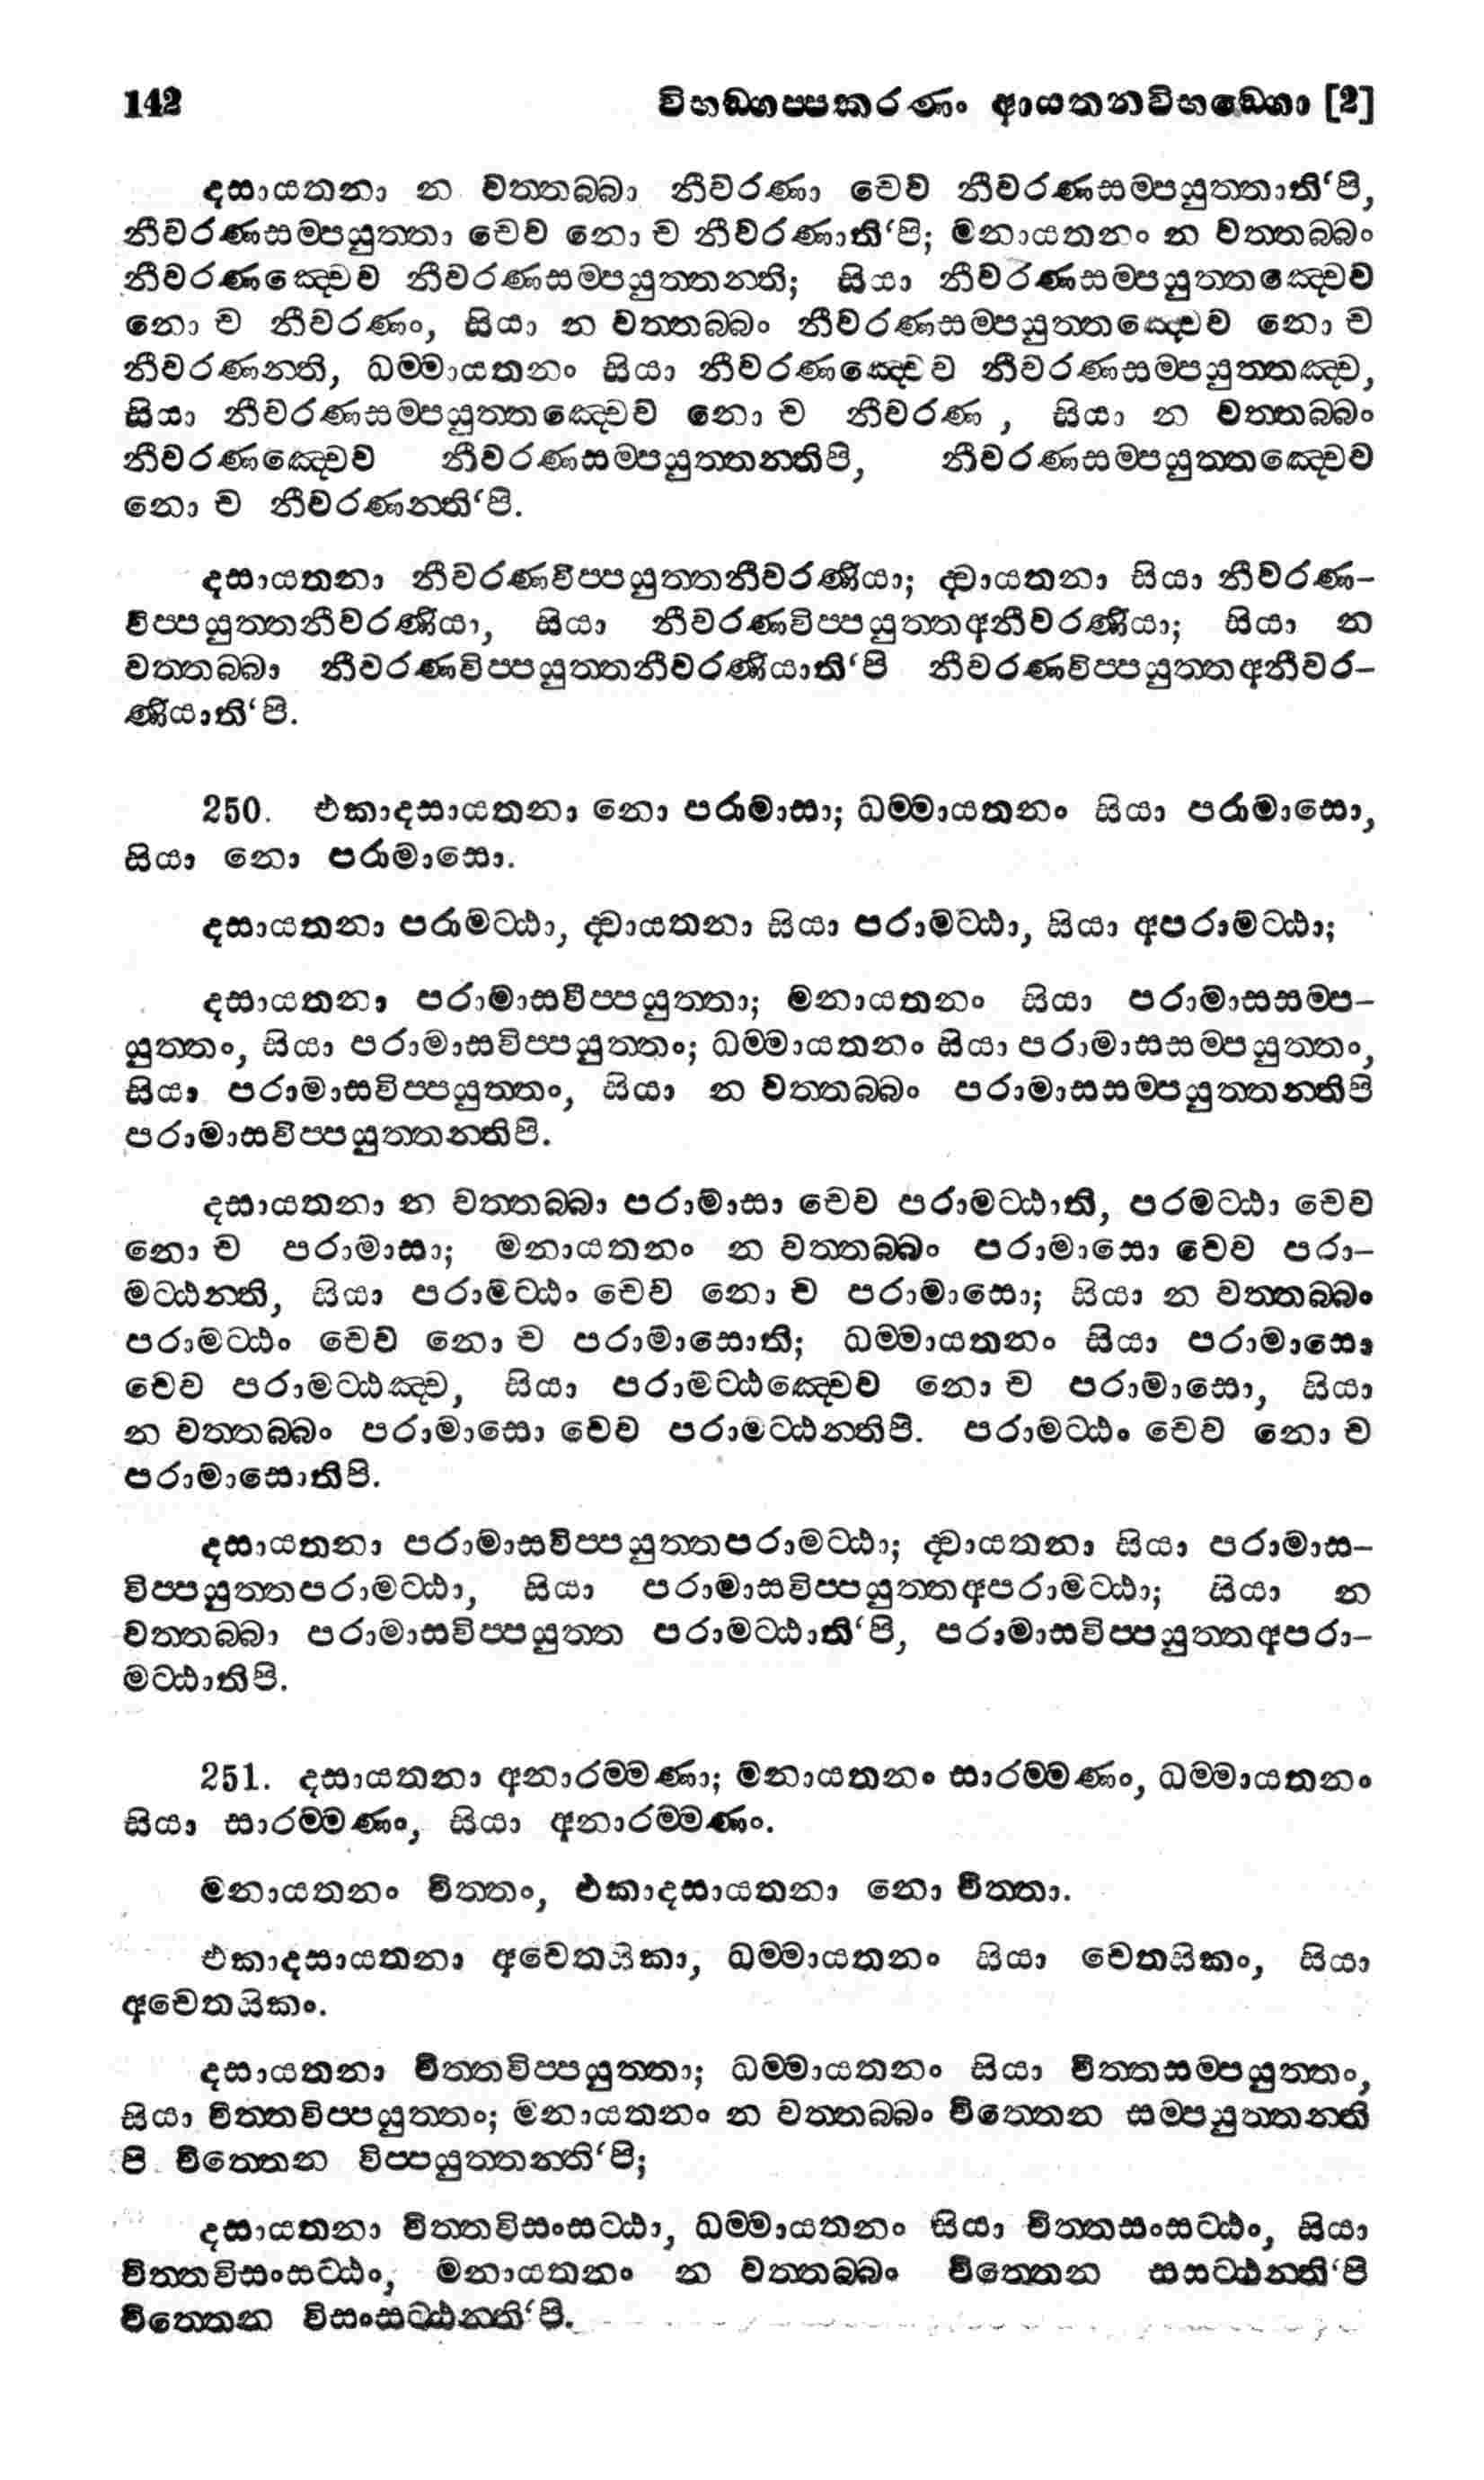 142 විභඞ්ගප්පකරණං ආයතනවිභඞ්ගො [2]
දසායතනා න වත්තබ්බා නීවරණා චෙව නීවරණසම්පයුත්තාති‘පි,
නීවරණසම්පයුත්තා චෙව නො ච නීවරණාති‘පි; මනායතනං න වත්තබ්බං
නීවරණඤ්චෙව නීවරණසම්පයුත්තන්ති; සියා නීවරණසම්පයුත්තඤ්චෙව
නො ච නීවරණං, සියා න වත්තබ්බං නීවරණසම්පයුත්තඤ්චෙව නො ච
නීවරණන්ති, ධම්මායතනං සියා නීවරණඤ්චෙව නීවරණසම්පයුත්තඤ්ච,
සියා නීවරණසම්පයුත්තඤ්චෙව නො ච නීවරණ , සියා න වත්තබ්බං
නීවරණඤ්චෙව නීවරණසම්පයුත්තන්තිපි, නීවරණසම්පයුත්තඤ්චෙව
නො ච නීවරණන්ති‘පි.
දසායතනා නීවරණවිප්පයුත්තනීවරණියා; ද්වායතනා සියා නීවරණ-
විප්පයුත්තනීවරණියා, සියා නීවරණවිප්පයුත්තඅනීවරණියා; සියා න
වත්තබ්බා නීවරණවිප්පයුත්තනීවරණියාති‘පි නීවරණවිප්පයුත්තඅනීවර-
ණියාති‘පි.
250. එකාදසායතනා නො පරාමාසා; ධම්මායතනං සියා පරාමාසො,
සියා නො පරාමාසො.
දසායතනා පරාමට්ඨා, ද්වායතනා සියා පරාමට්ඨා, සියා අපරාමට්ඨා;
දසායතනා පරාමාසවිප්පයුත්තා; මනායතනං සියා පරාමාසසම්ප-
යුත්තං, සියා පරාමාසවිප්පයුත්තං; ධම්මායතනං සියා පරාමාසසම්පයුත්තං,
සියා පරාමාසවිප්පයුත්තං, සියා න වත්තබ්බං පරාමාසසම්පයුත්තන්තිපි
පරාමාසවිප්පයුත්තන්තිපි.
දසායතනා න වත්තබ්බා පරාමාසා චෙව පරාමට්ඨාති, පරමට්ඨා චෙව
නො ච පරාමාසා; මනායතනං න වත්තබ්බං පරාමාසො චෙව පරා-
මට්ඨන්ති, සියා පරාමට්ඨං චෙව නො ච පරාමාසො; සියා න වත්තබ්බං
පරාමට්ඨං චෙව නො ච පරාමාසොති; ධම්මායතනං සියා පරාමාසො
චෙව පරාමට්ඨඤ්ච, සියා පරාමට්ඨඤ්චෙව නො ච පරාමාසො, සියා
න වත්තබ්බං පරාමාසො චෙව පරාමට්ඨන්තිපි. පරාමට්ඨං චෙව නො ච
පරාමාසොතිපි.
දසායතනා පරාමාසවිප්පයුත්තපරාමට්ඨා; ද්වායතනා සියා පරාමාස-
විප්පයුත්තපරාමට්ඨා, සියා පරාමාසවිප්පයුත්තඅපරාමට්ඨා; සියා න
වත්තබ්බා පරාමාසවිප්පයුත්ත පරාමට්ඨාති‘පි, පරාමාසවිප්පයුත්තඅපරා-
මට්ඨාතිපි.
251. දසායතනා අනාරම්මණා; මනායතනං සාරම්මණං, ධම්මායතනං
සියා සාරම්මණං, සියා අනාරම්මණං.
මනායතනං චිත්තං, එකාදසායතනා නො චිත්තා.
එකාදසායතනා අචෙතසිකා, ධම්මායතනං සියා චෙතසිකං, සියා
අචෙතසිකං.
දසායතනා චිත්තවිප්පයුත්තා; ධම්මායතනං සියා චිත්තසම්පයුත්තං,
සියා චිත්තවිප්පයුත්තං; මනායතනං න වත්තබ්බං චිත්තෙන සම්පයුත්තන්ති
පි චිත්තෙන විප්පයුත්තන්ති‘පි;
දසායතනා චිත්තවිසංසට්ඨා, ධම්මායතනං සියා චිත්තසංසට්ඨං, සියා
චිත්තවිසංසට්ඨං, මනායතනං න වත්තබ්බං චිත්තෙන සසට්ඨන්ති‘පි
චිත්තෙන විසංසට්ඨන්ති‘පි.